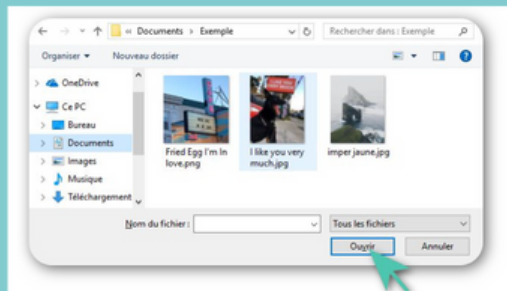 « Documents › Exemple
Rechercher dans : Exemple
Organiser
Nouveau dossier
OneDrive
Ce PC
Bureau
Documents
Images
Musique
Téléchargement
Fried Egg I'm In
love.png
I like you very
much.jpg
imper jaune.jpg
Nom du fichier :
Tous les fichiers
Ouvrir
Annuler